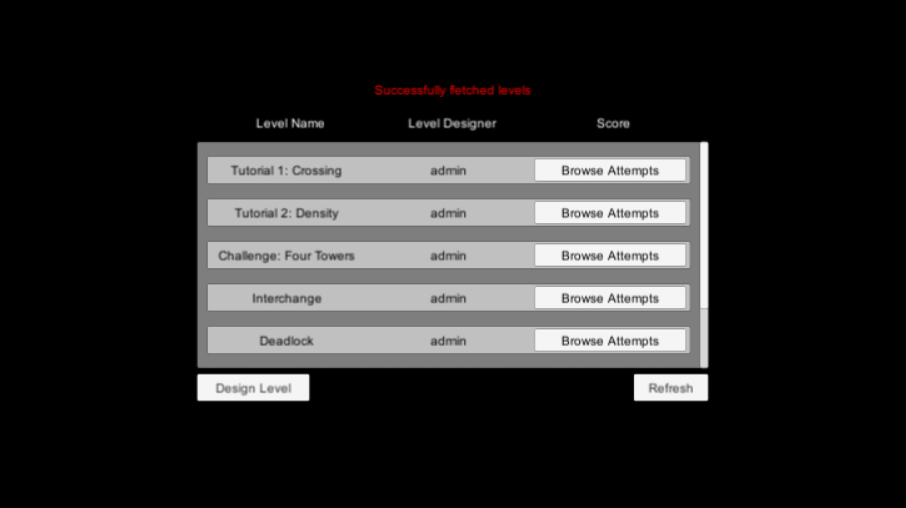 Successfully fetched levels
Level Name Level Designer Score
Tutorial 1: Crossing admin Browse Attempts
Tutorial 2: Density admin Browse Attempts
Challenge: Four Towers admin Browse Attempts
Interchange admin Browse Attempts
Deadlock admin Browse Attempts
Design Level Refresh